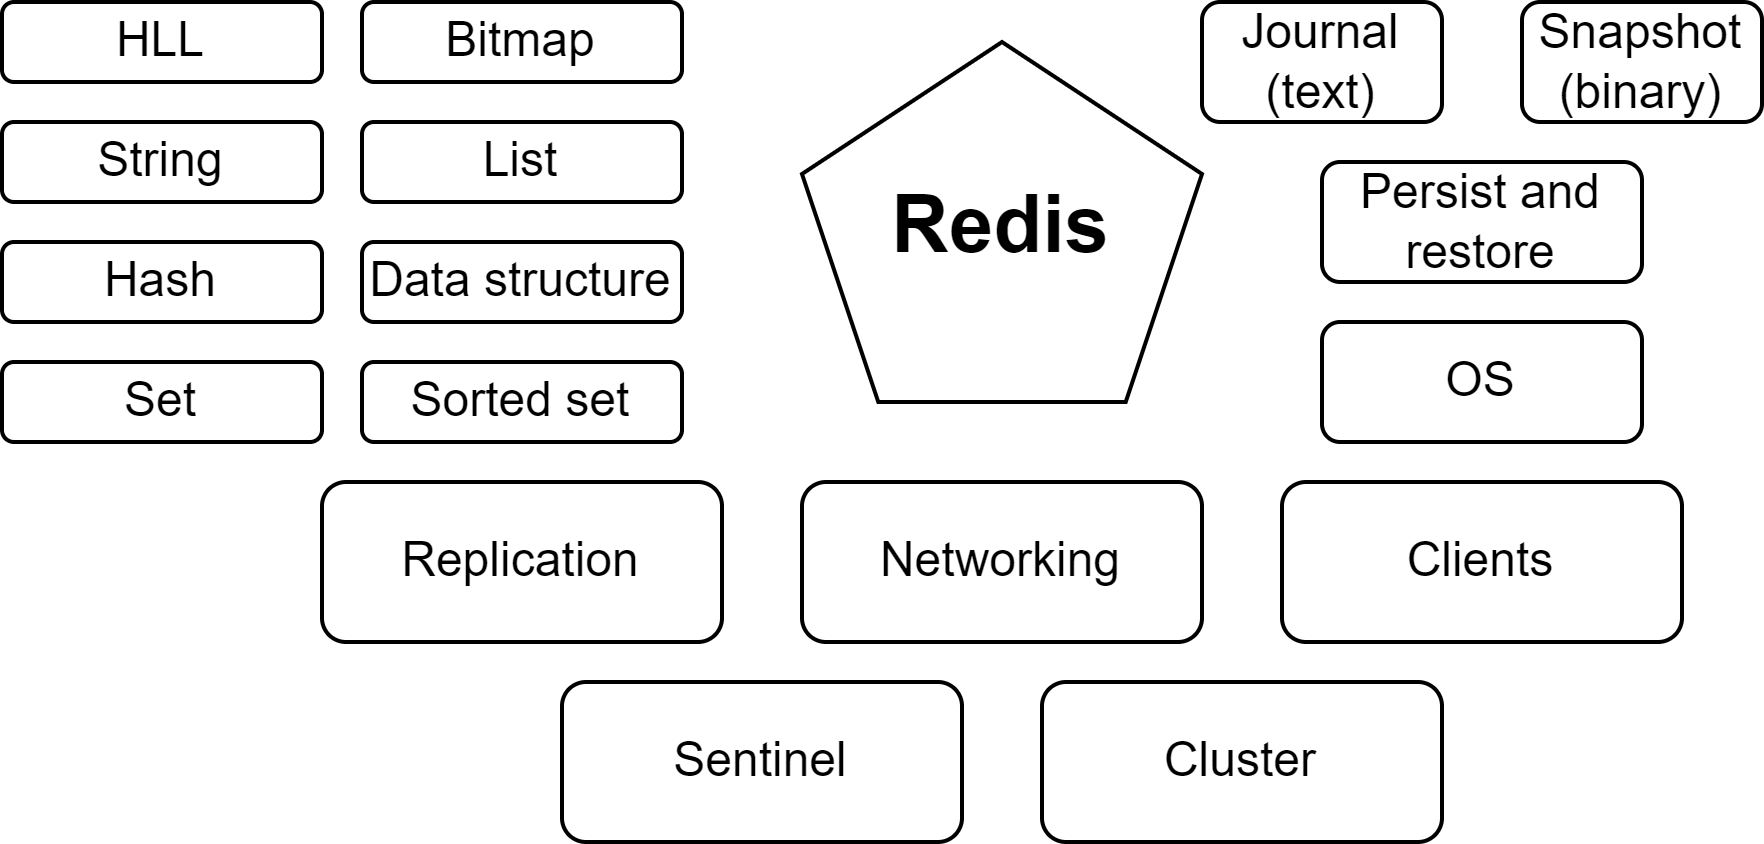 HLL
Bitmap
Journal
(text)
Snapshot
(binary)
String
List
Redis
Persist and
restore
Hash
Data structure
Set
Sorted set
OS
Replication
Networking
Clients
Sentinel
Cluster